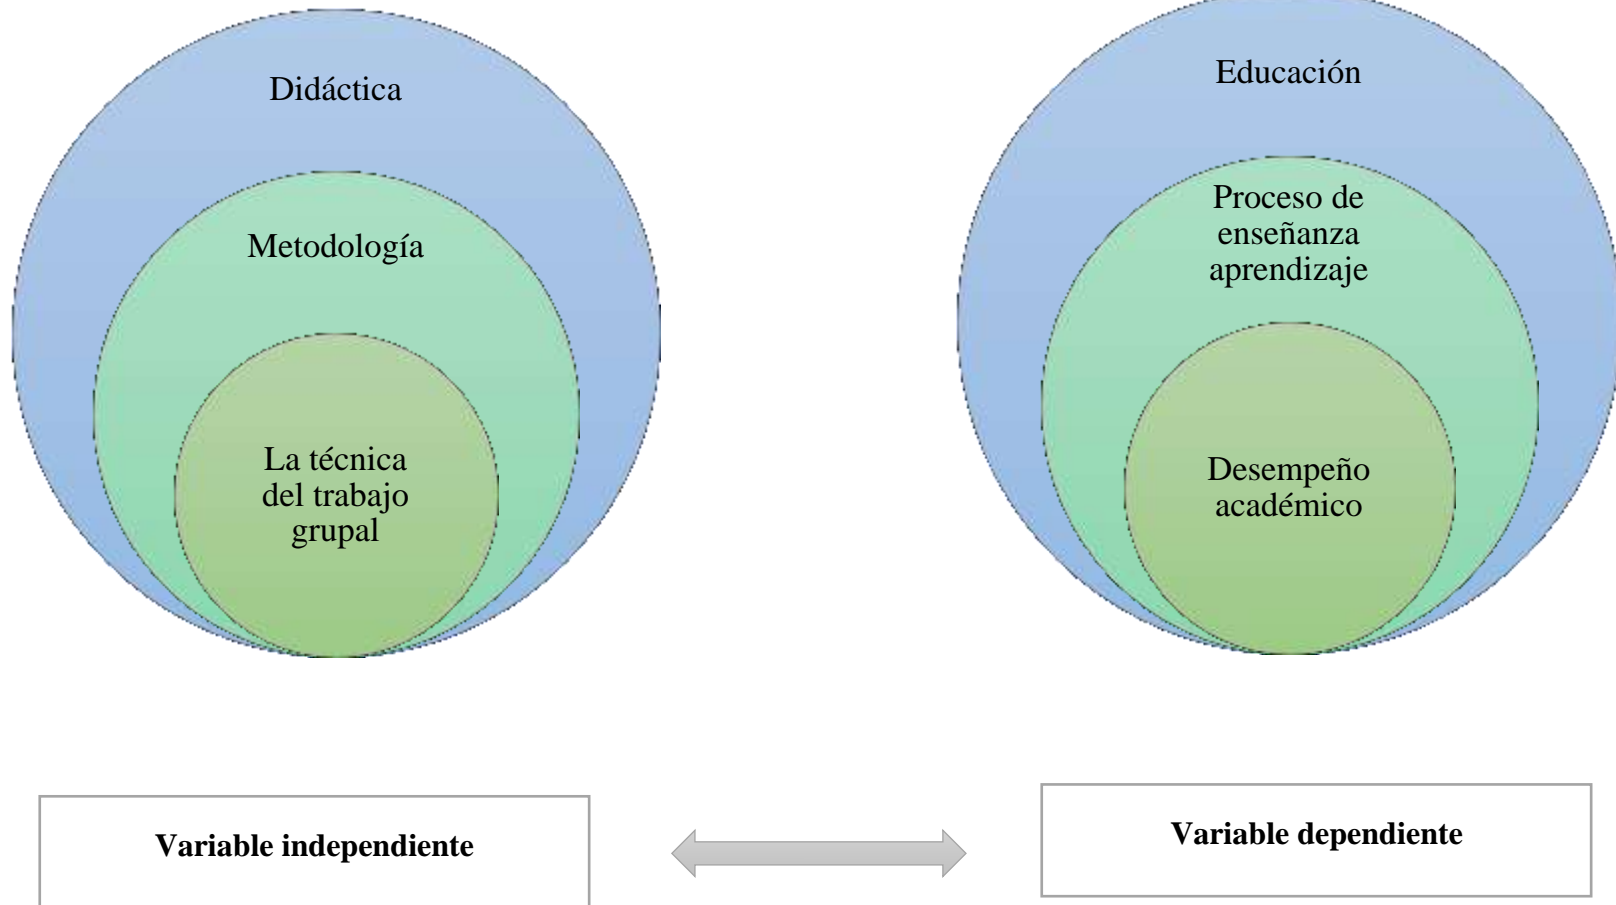 Didáctica
Metodología
La técnica
del trabajo
grupal
Educación
Proceso de
enseñanza
aprendizaje
Desempeño
académico
Variable independiente
Variable dependiente